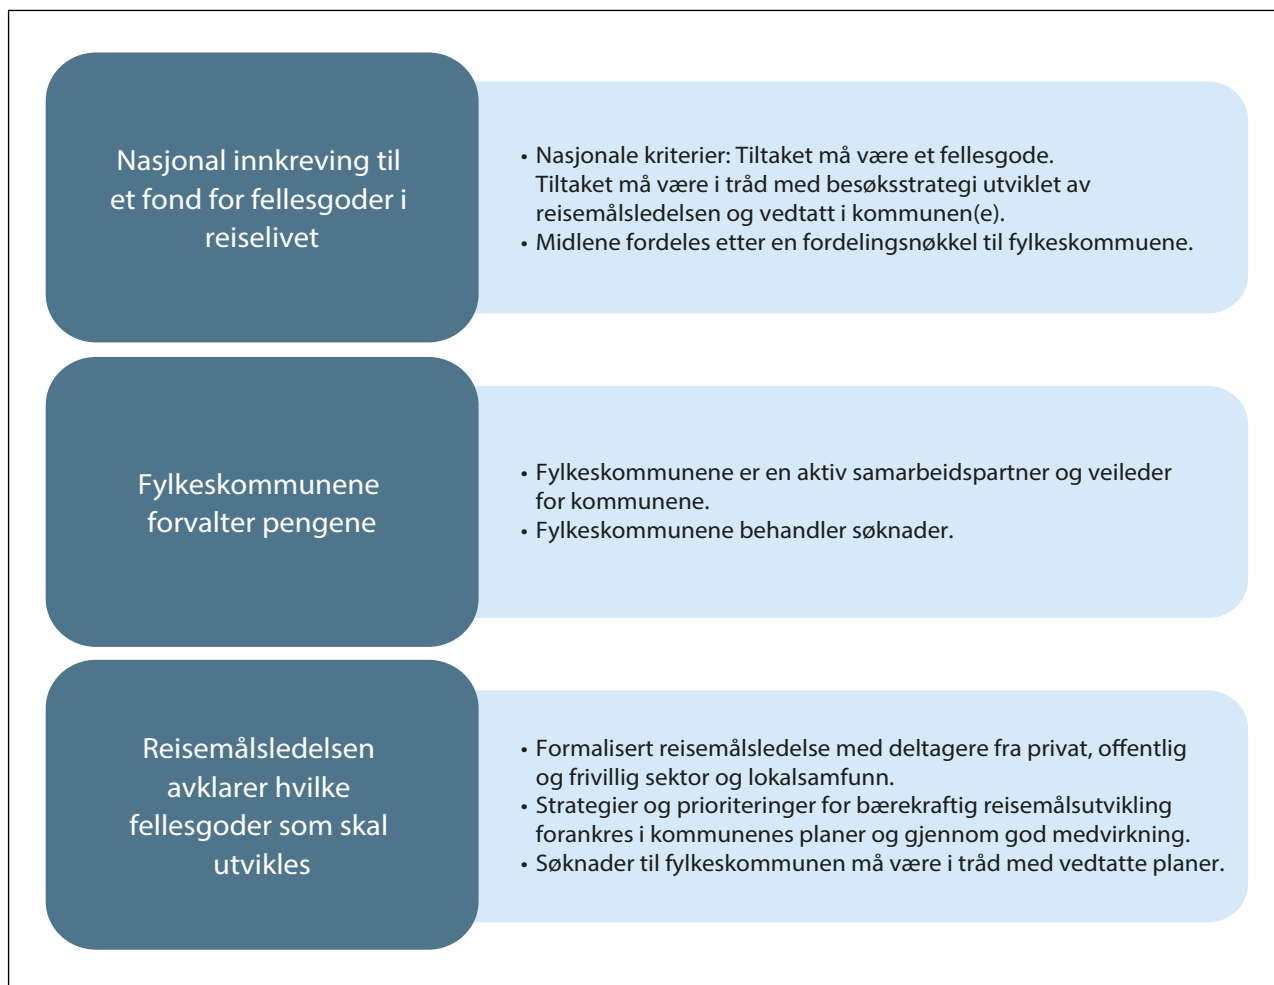 Nasjonal innkreving til
et fond for fellesgoder i
reiselivet
• Nasjonale kriterier: Tiltaket må være et fellesgode.
Tiltaket må være i tråd med besøksstrategi utviklet av
reisemålsledelsen og vedtatt i kommunen(e).
• Midlene fordeles etter en fordelingsnøkkel til fylkeskommuene.
Fylkeskommunene
forvalter pengene
• Fylkeskommunene er en aktiv samarbeidspartner og veileder
for kommunene.
• Fylkeskommunene behandler søknader.
Reisemålsledelsen
avklarer hvilke
fellesgoder som skal
utvikles
• Formalisert reisemålsledelse med deltagere fra privat, offentlig
og frivillig sektor og lokalsamfunn.
• Strategier og prioriteringer for bærekraftig reisemålsutvikling
forankres i kommunenes planer og gjennom god medvirkning.
• Søknader til fylkeskommunen må være i tråd med vedtatte planer.